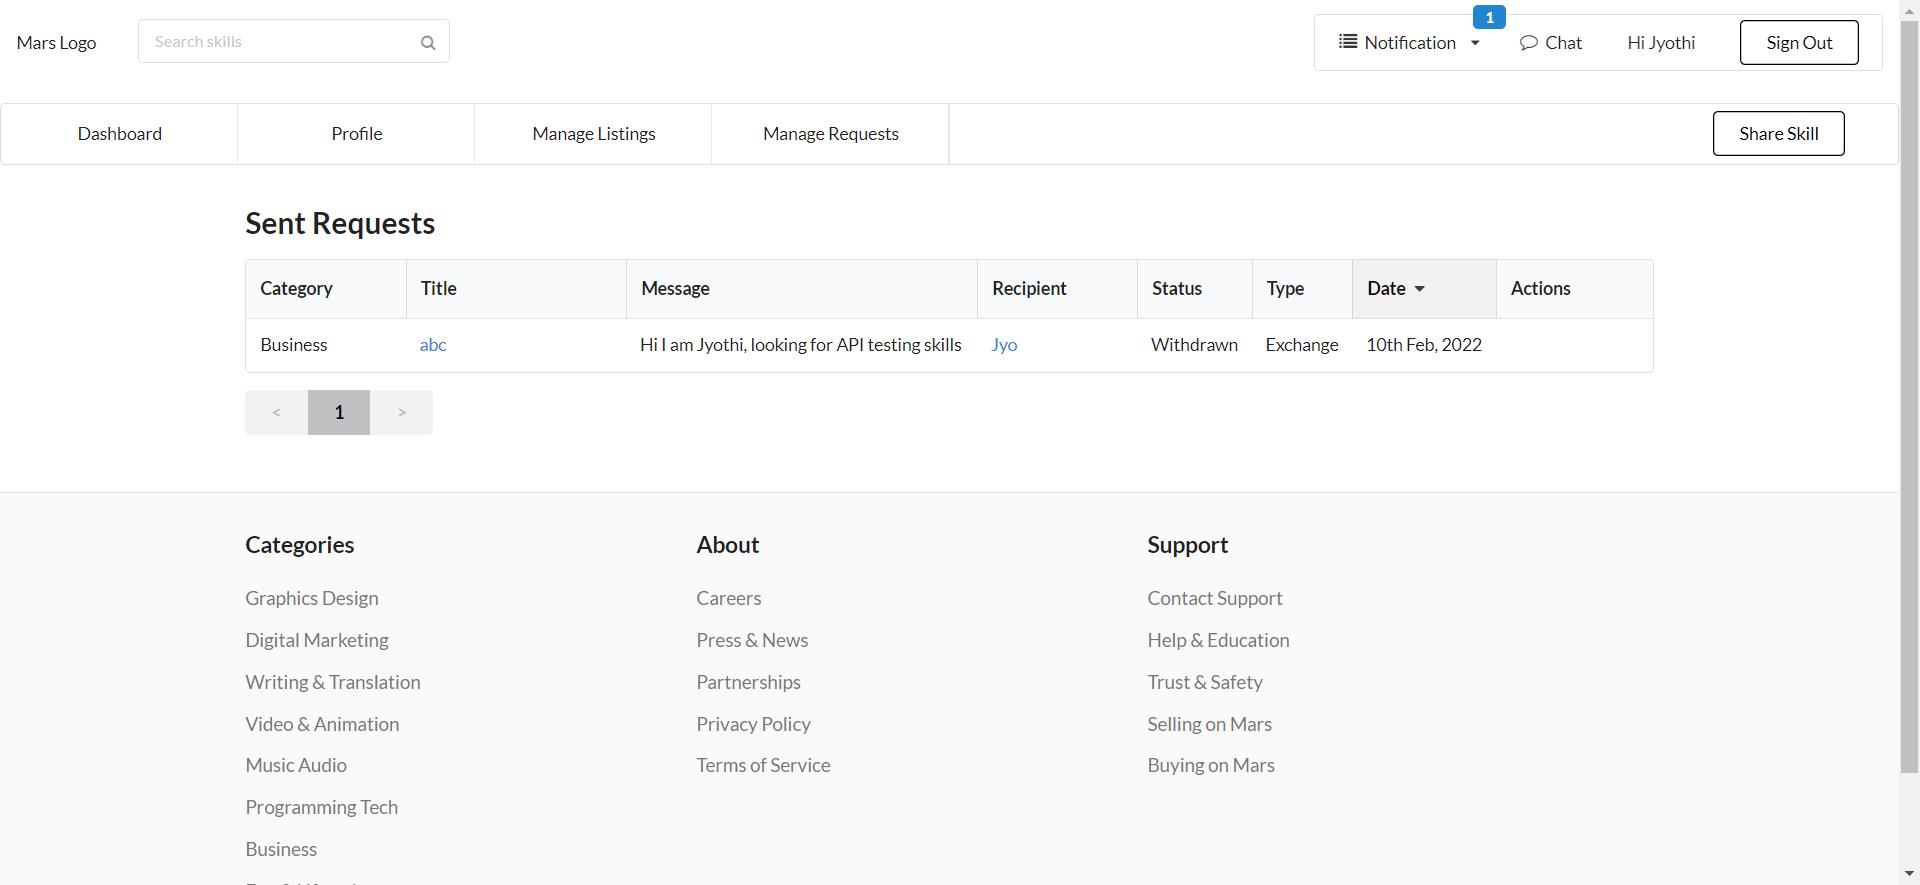 1
Mars Logo
Search skills
Notification
Chat
Hi Jyothi
Sign Out
Dashboard
Profile
Manage Listings
Manage Requests
Share Skill
Sent Requests
Category Title Message Recipient Status Type Date Actions
Business abc Hi I am Jyothi, looking for API testing skills Jyo Withdrawn Exchange 10th Feb, 2022
< 1 >
Categories
Graphics Design
Digital Marketing
Writing & Translation
Video & Animation
Music Audio
Programming Tech
Business
About
Careers
Press & News
Partnerships
Privacy Policy
Terms of Service
Support
Contact Support
Help & Education
Trust & Safety
Selling on Mars
Buying on Mars